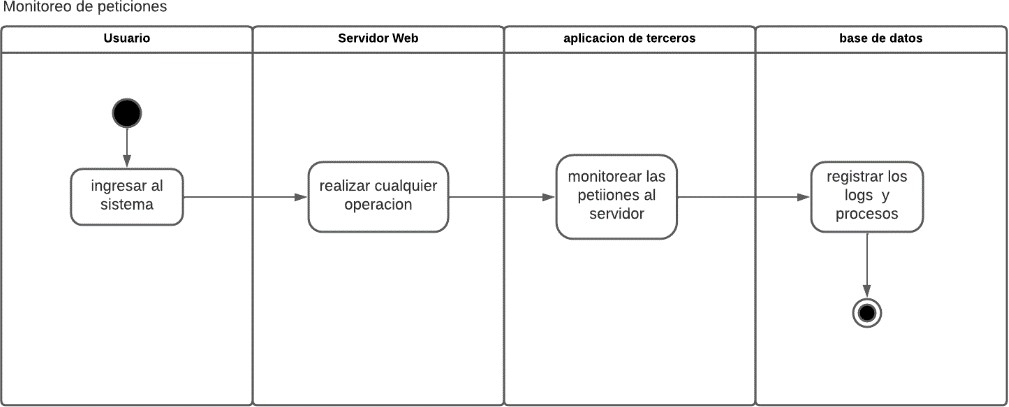 Monitoreo de peticiones
Usuario
Servidor Web
aplicacion de terceros
base de datos
ingresar al
sistema
realizar cualquier
operacion
monitorear las
petiiones al
servidor
registrar los
logs y
procesos